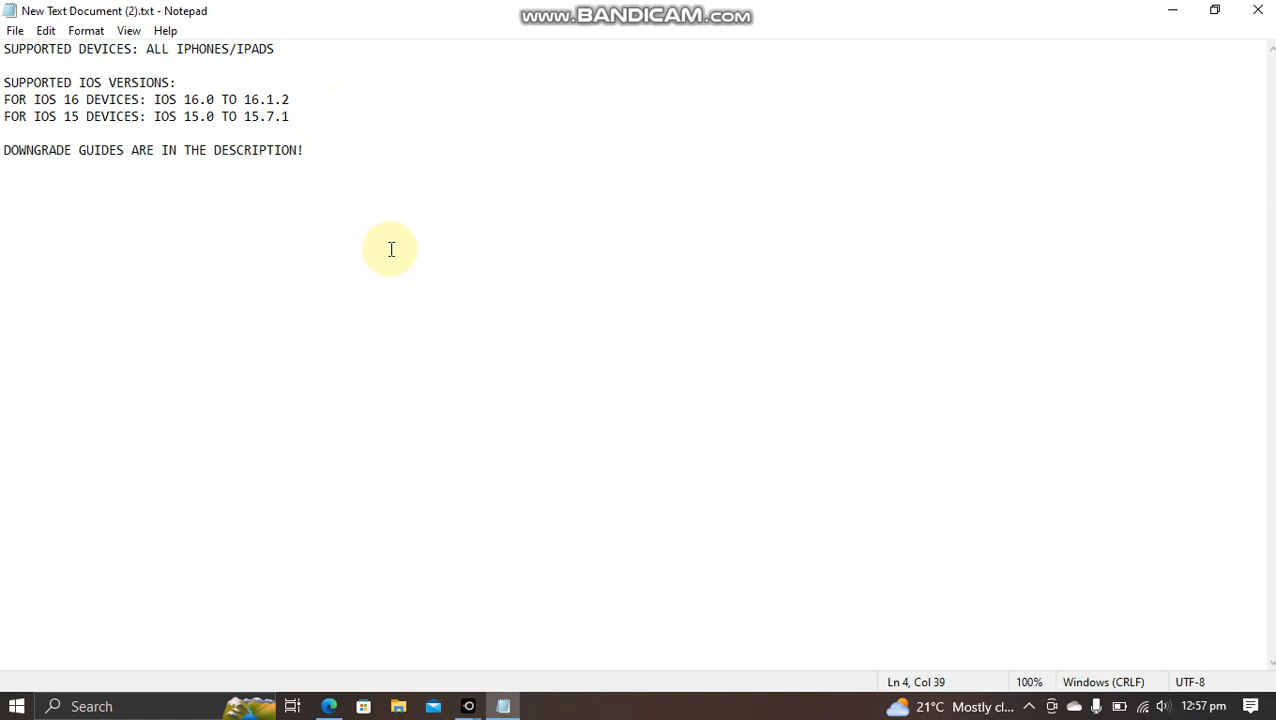 New Text Document (2).txt - Notepad
www.BANDICAM.com
File Edit Format View Help
SUPPORTED DEVICES: ALL IPHONES/IPADS
SUPPORTED IOS VERSIONS:
FOR IOS 16 DEVICES: IOS 16.0 TO 16.1.2
FOR IOS 15 DEVICES: IOS 15.0 TO 15.7.1
DOWNGRADE GUIDES ARE IN THE DESCRIPTION!
Ln 4, Col 39 100% Windows (CRLF) UTF-8
Search 21°C Mostly cl... 12:57 pm